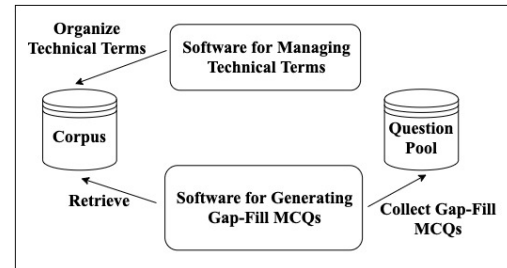 Organize
Technical Terms
Software for Managing
Technical Terms
Corpus
Question
Pool
Retrieve
Software for Generating
Gap-Fill MCQs
Collect Gap-Fill
MCQs